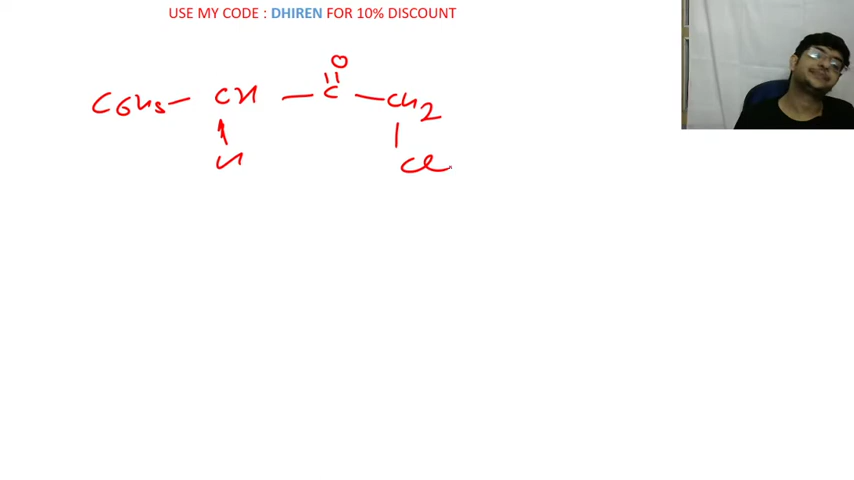 USE MY CODE : DHIREN FOR 10% DISCOUNT
O
C6H5 — CH — C — CH2
H Cl